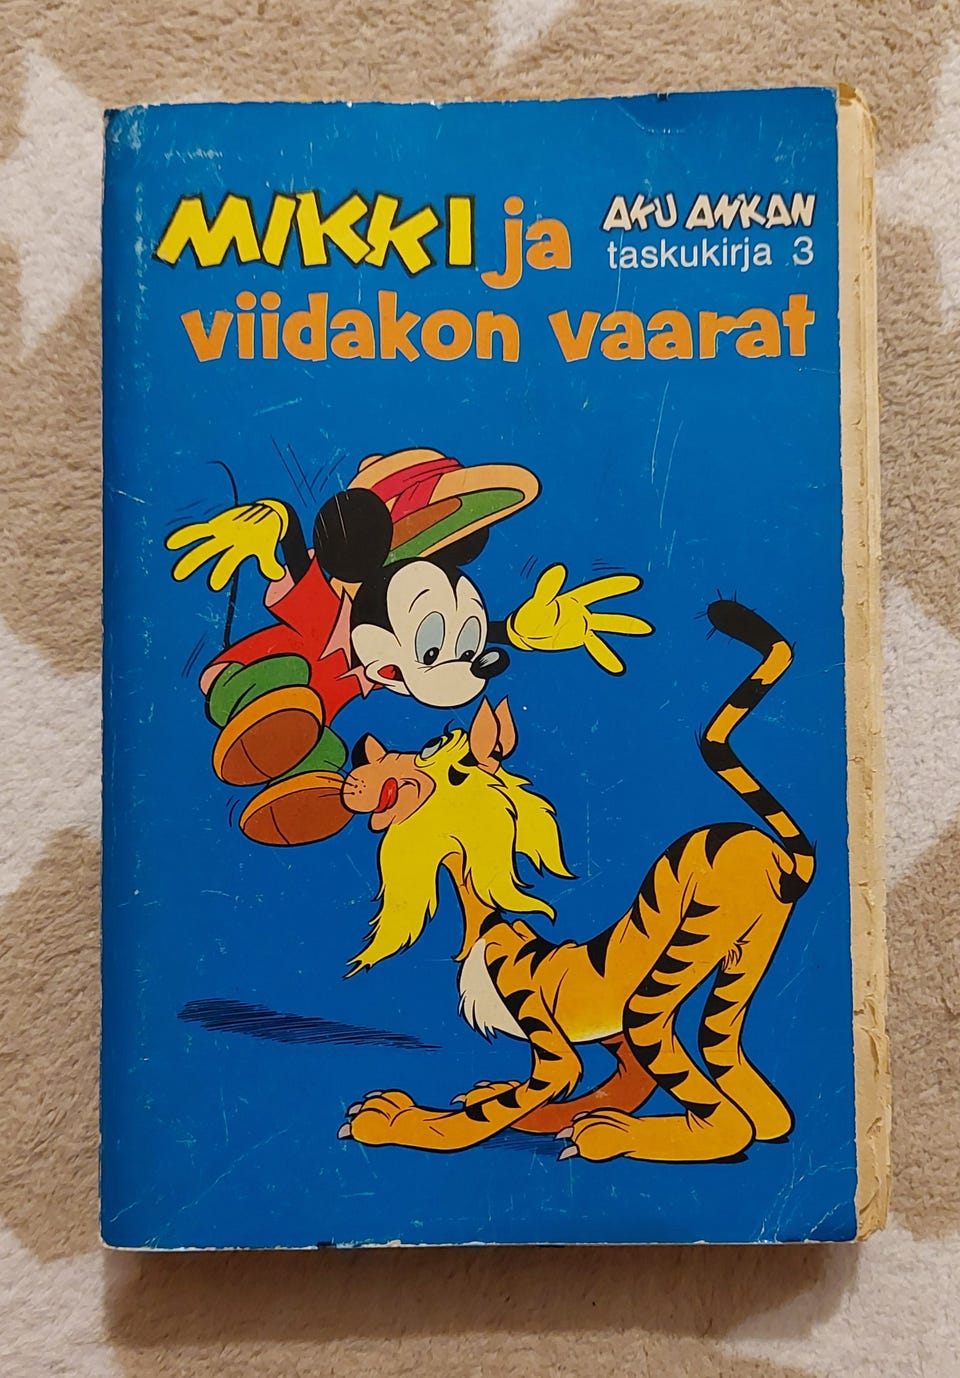 MIKKI ja
AKU ANKAN
taskukirja 3
viidakon vaarat